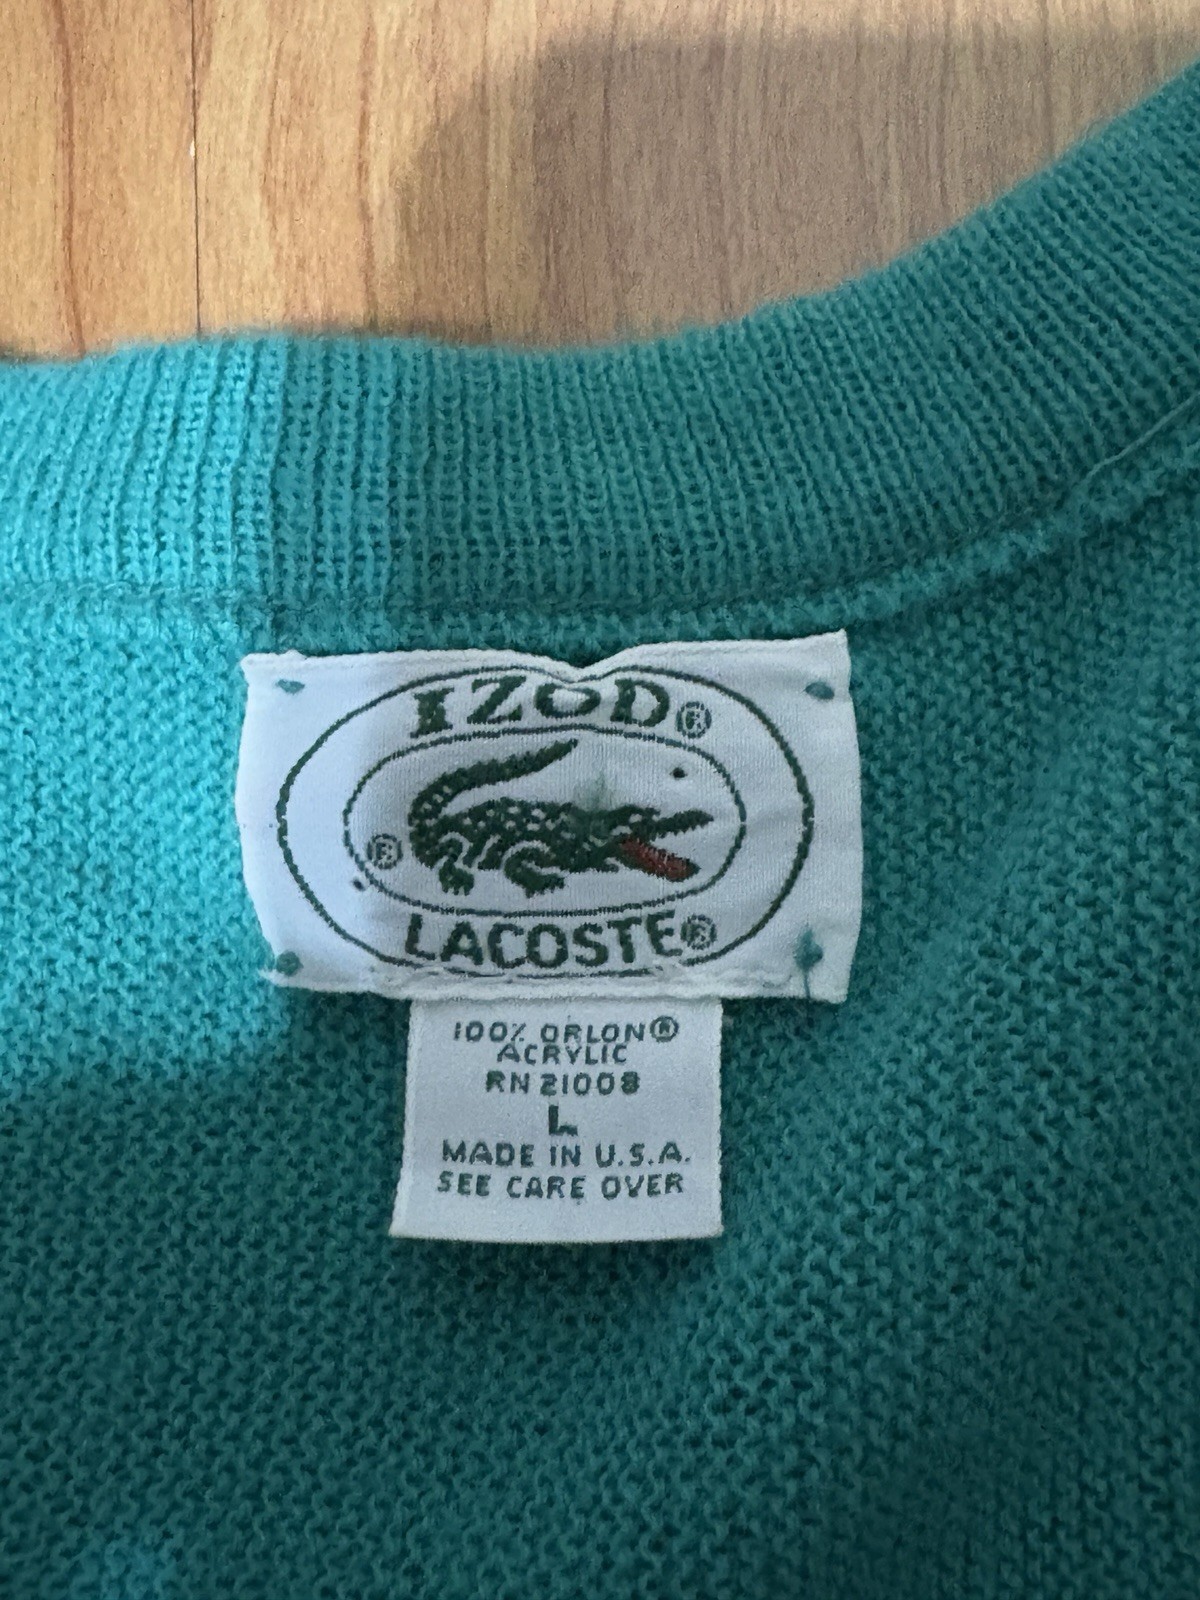 IZOD®
®
LACOSTE®
100% ORLON®
ACRYLIC
RN 21008
L
MADE IN U.S.A.
SEE CARE OVER